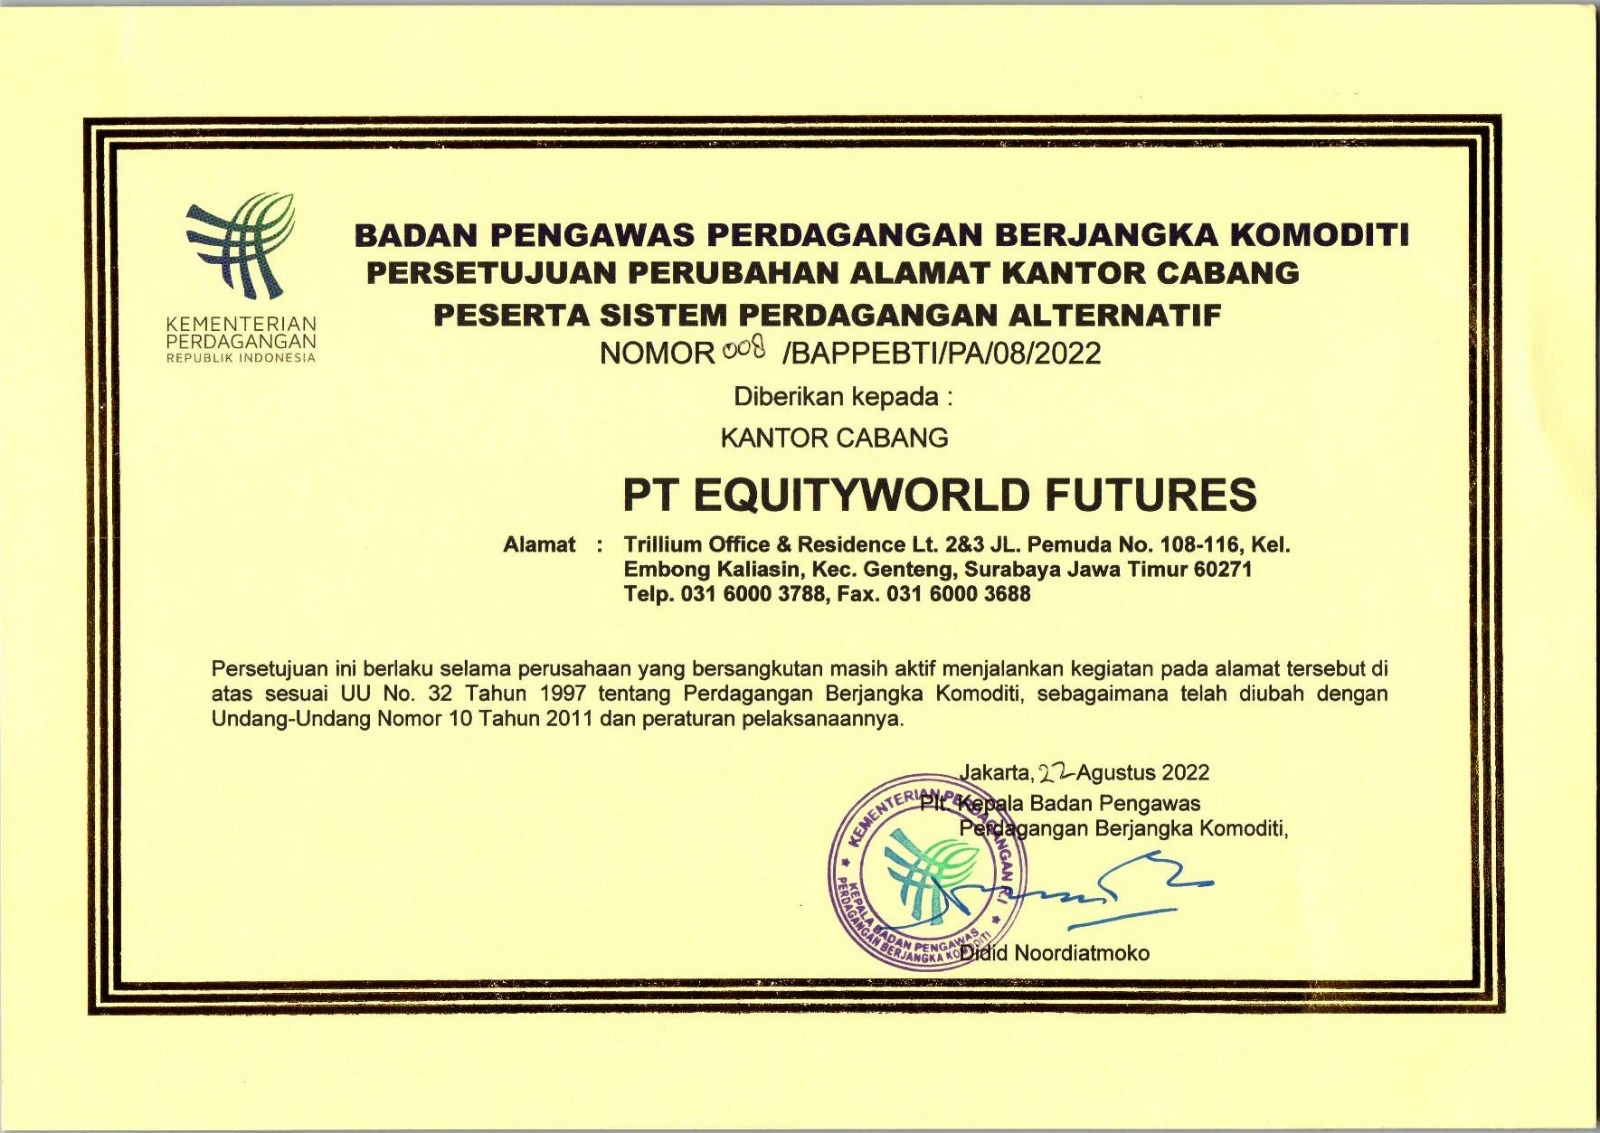 KEMENTERIAN
PERDAGANGAN
REPUBLIK INDONESIA
BADAN PENGAWAS PERDAGANGAN BERJANGKA KOMODITI
PERSETUJUAN PERUBAHAN ALAMAT KANTOR CABANG
PESERTA SISTEM PERDAGANGAN ALTERNATIF
NOMOR 008 /BAPPEBTI/PA/08/2022
Diberikan kepada :
KANTOR CABANG
PT EQUITYWORLD FUTURES
Alamat : Trillium Office & Residence Lt. 2&3 JL. Pemuda No. 108-116, Kel.
Embong Kaliasin, Kec. Genteng, Surabaya Jawa Timur 60271
Telp. 031 6000 3788, Fax. 031 6000 3688
Persetujuan ini berlaku selama perusahaan yang bersangkutan masih aktif menjalankan kegiatan pada alamat tersebut di
atas sesuai UU No. 32 Tahun 1997 tentang Perdagangan Berjangka Komoditi, sebagaimana telah diubah dengan
Undang-Undang Nomor 10 Tahun 2011 dan peraturan pelaksanaannya.
Jakarta, 22 Agustus 2022
Plt. Kepala Badan Pengawas
Perdagangan Berjangka Komoditi,
KEMENTERIAN PERDAGANGAN R.I
KEPALA BADAN PENGAWAS
PERDAGANGAN BERJANGKA KOMODITI
Didid Noordiatmoko